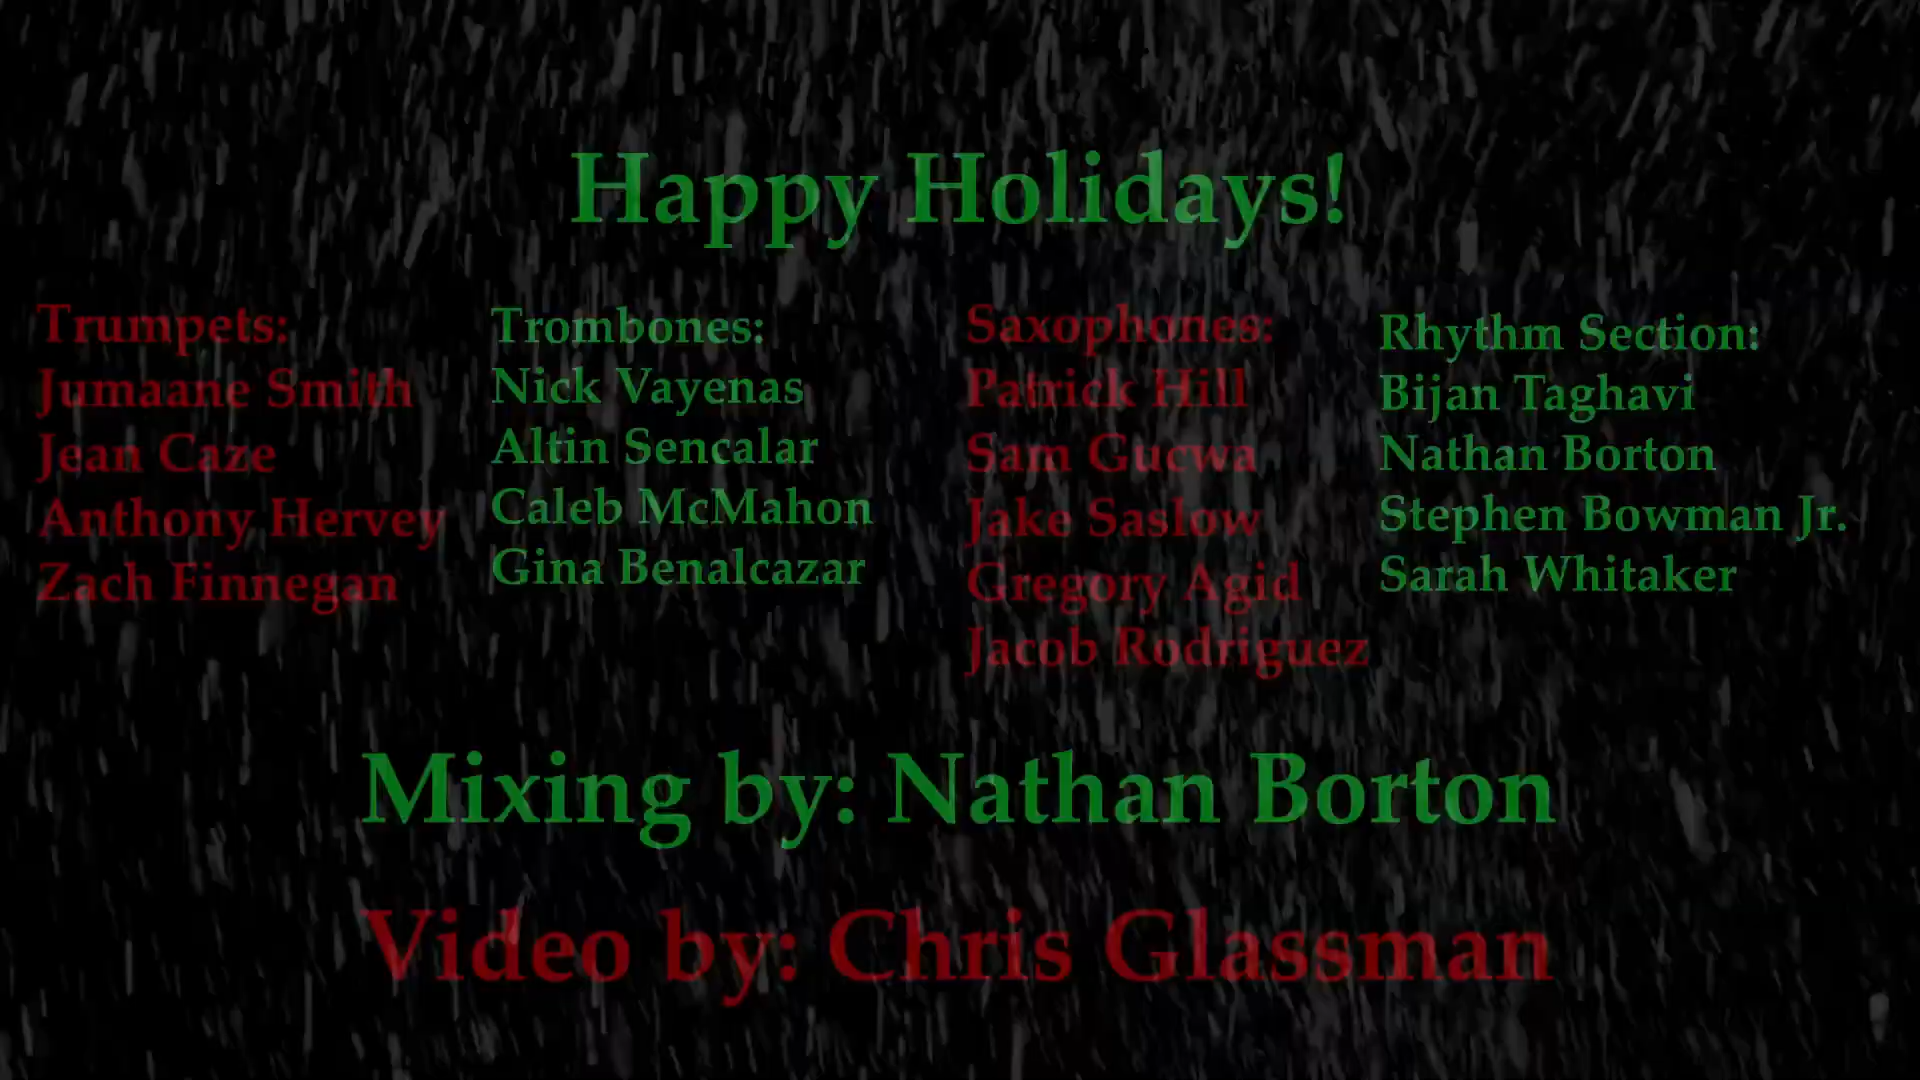 Happy Holidays!
Trumpets:
Jumaane Smith
Jean Caze
Anthony Hervey
Zach Finnegan
Trombones:
Nick Vayenas
Altin Sencalar
Caleb McMahon
Gina Benalcazar
Saxophones:
Patrick Hill
Sam Gucwa
Jake Saslow
Gregory Agid
Jacob Rodriguez
Rhythm Section:
Bijan Taghavi
Nathan Borton
Stephen Bowman Jr.
Sarah Whitaker
Mixing by: Nathan Borton
Video by: Chris Glassman